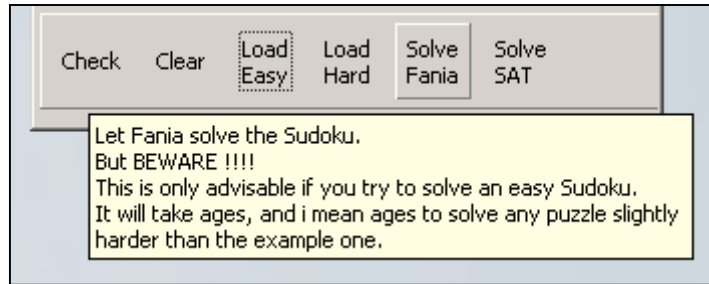 Check Clear Load Easy Load Hard Solve Fania Solve SAT
Let Fania solve the Sudoku.
But BEWARE !!!!
This is only advisable if you try to solve an easy Sudoku.
It will take ages, and i mean ages to solve any puzzle slightly
harder than the example one.